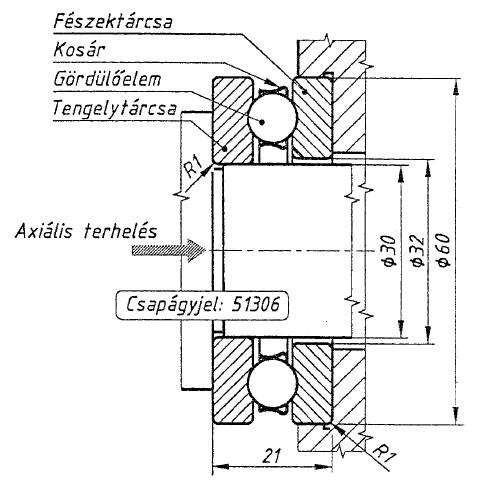 Fészektárcsa
Kosár
Gördülőelem
Tengelytárcsa
R1
Axiális terhelés
Csapágyjel: 51306
ϕ30
ϕ32
ϕ60
21
R1